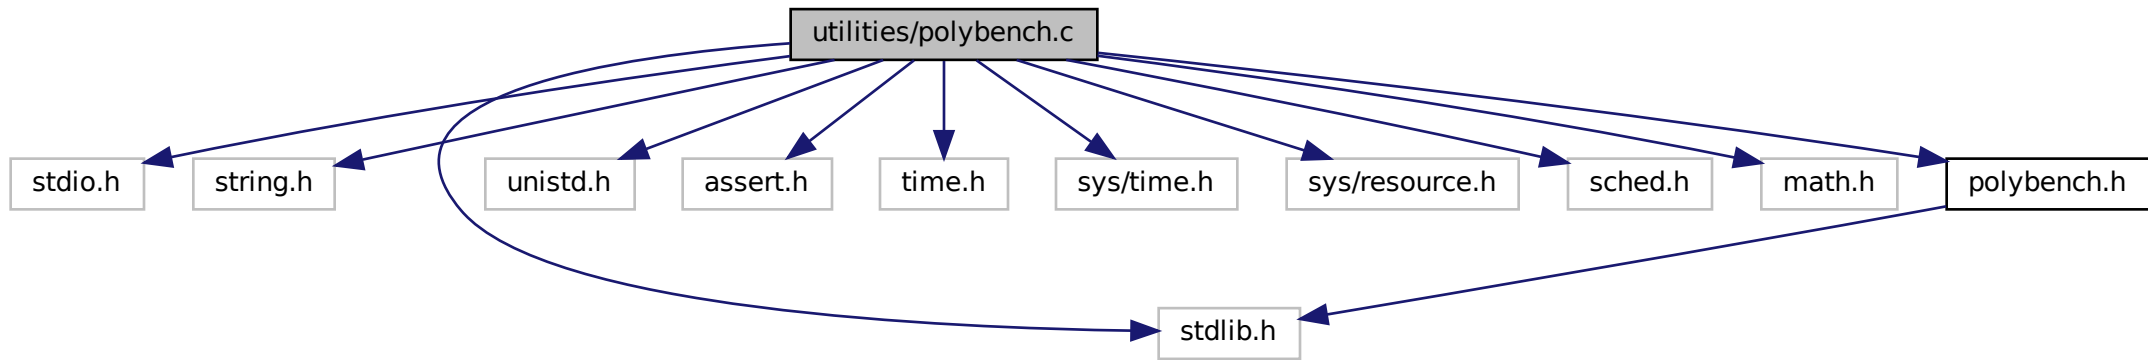 utilities/polybench.c
stdio.h
string.h
unistd.h
assert.h
time.h
sys/time.h
sys/resource.h
sched.h
math.h
polybench.h
stdlib.h